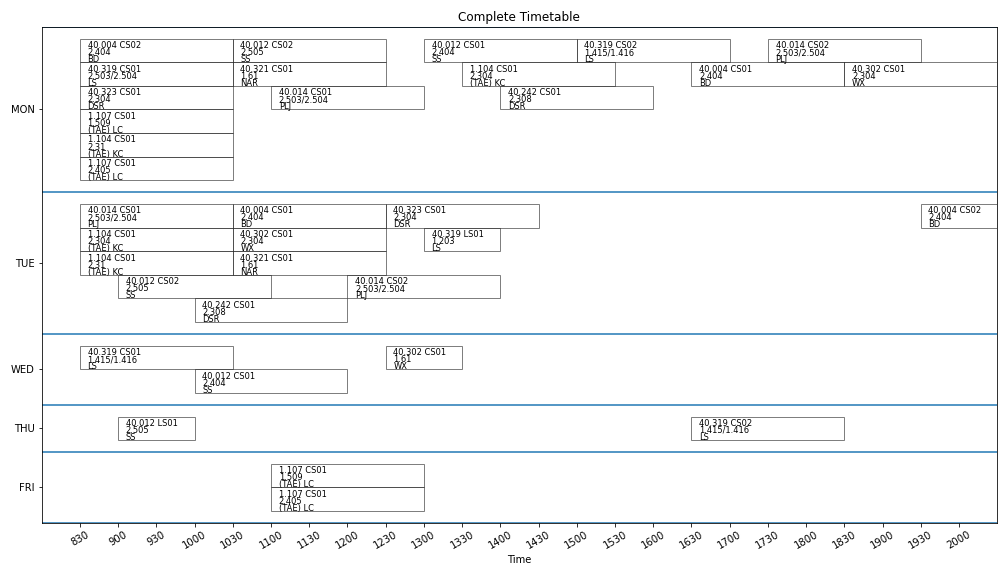 Complete Timetable
MON
40.004 CS02
2.404
BD
40.012 CS02
2.505
SS
40.012 CS01
2.404
SS
40.319 CS02
1.415/1.416
LS
40.014 CS02
2.503/2.504
PLJ
40.319 CS01
2.503/2.504
LS
40.321 CS01
1.61
NAR
1.104 CS01
2.304
(TAE) KC
40.004 CS01
2.404
BD
40.302 CS01
2.304
WX
40.323 CS01
2.304
DSR
40.014 CS01
2.503/2.504
PLJ
40.242 CS01
2.308
DSR
1.107 CS01
1.509
(TAE) LC
1.104 CS01
2.31
(TAE) KC
1.107 CS01
2.405
(TAE) LC
TUE
40.014 CS01
2.503/2.504
PLJ
40.004 CS01
2.404
BD
40.323 CS01
2.304
DSR
40.004 CS02
2.404
BD
1.104 CS01
2.304
(TAE) KC
40.302 CS01
2.304
WX
40.319 LS01
1.203
LS
1.104 CS01
2.31
(TAE) KC
40.321 CS01
1.61
NAR
40.012 CS02
2.505
SS
40.014 CS02
2.503/2.504
PLJ
40.242 CS01
2.308
DSR
WED
40.319 CS01
1.415/1.416
LS
40.302 CS01
1.61
WX
40.012 CS01
2.404
SS
THU
40.012 LS01
2.505
SS
40.319 CS02
1.415/1.416
LS
FRI
1.107 CS01
1.509
(TAE) LC
1.107 CS01
2.405
(TAE) LC
830 900 930 1000 1030 1100 1130 1200 1230 1300 1330 1400 1430 1500 1530 1600 1630 1700 1730 1800 1830 1900 1930 2000
Time